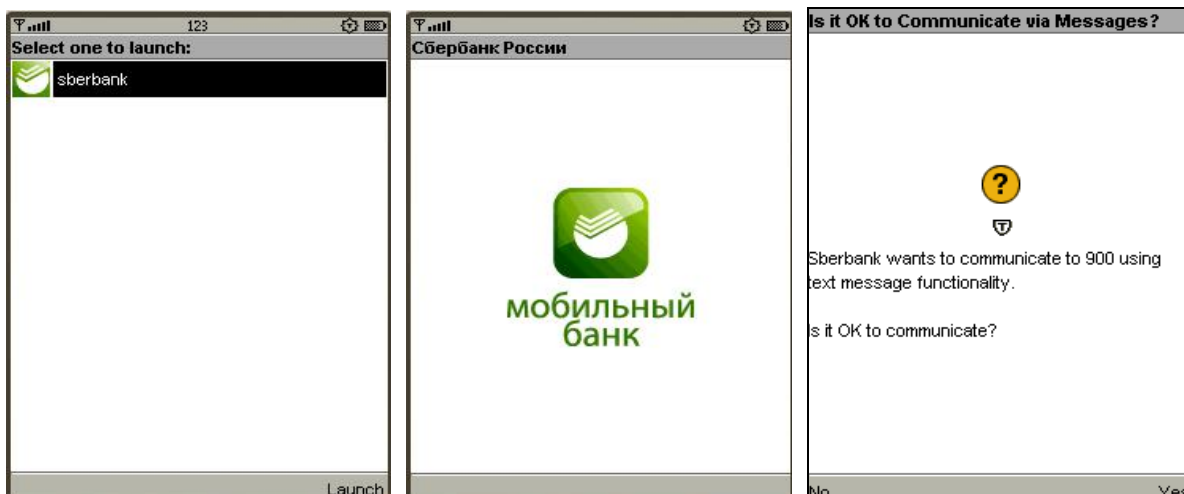 123
Select one to launch:
sberbank
Launch
Сбербанк России
мобильный
банк
Is it OK to Communicate via Messages?
?
T
Sberbank wants to communicate to 900 using
text message functionality.
Is it OK to communicate?
No
Yes